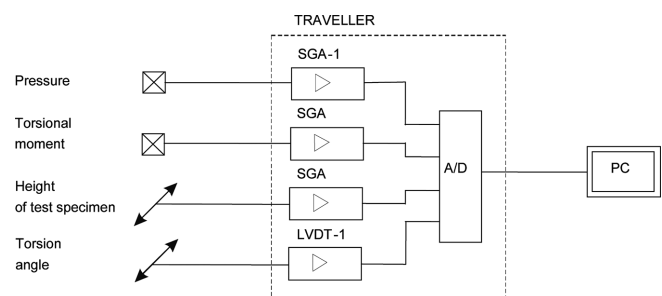 TRAVELLER
SGA-1
Pressure
SGA
Torsional
moment
A/D
PC
SGA
Height
of test specimen
LVDT-1
Torsion
angle